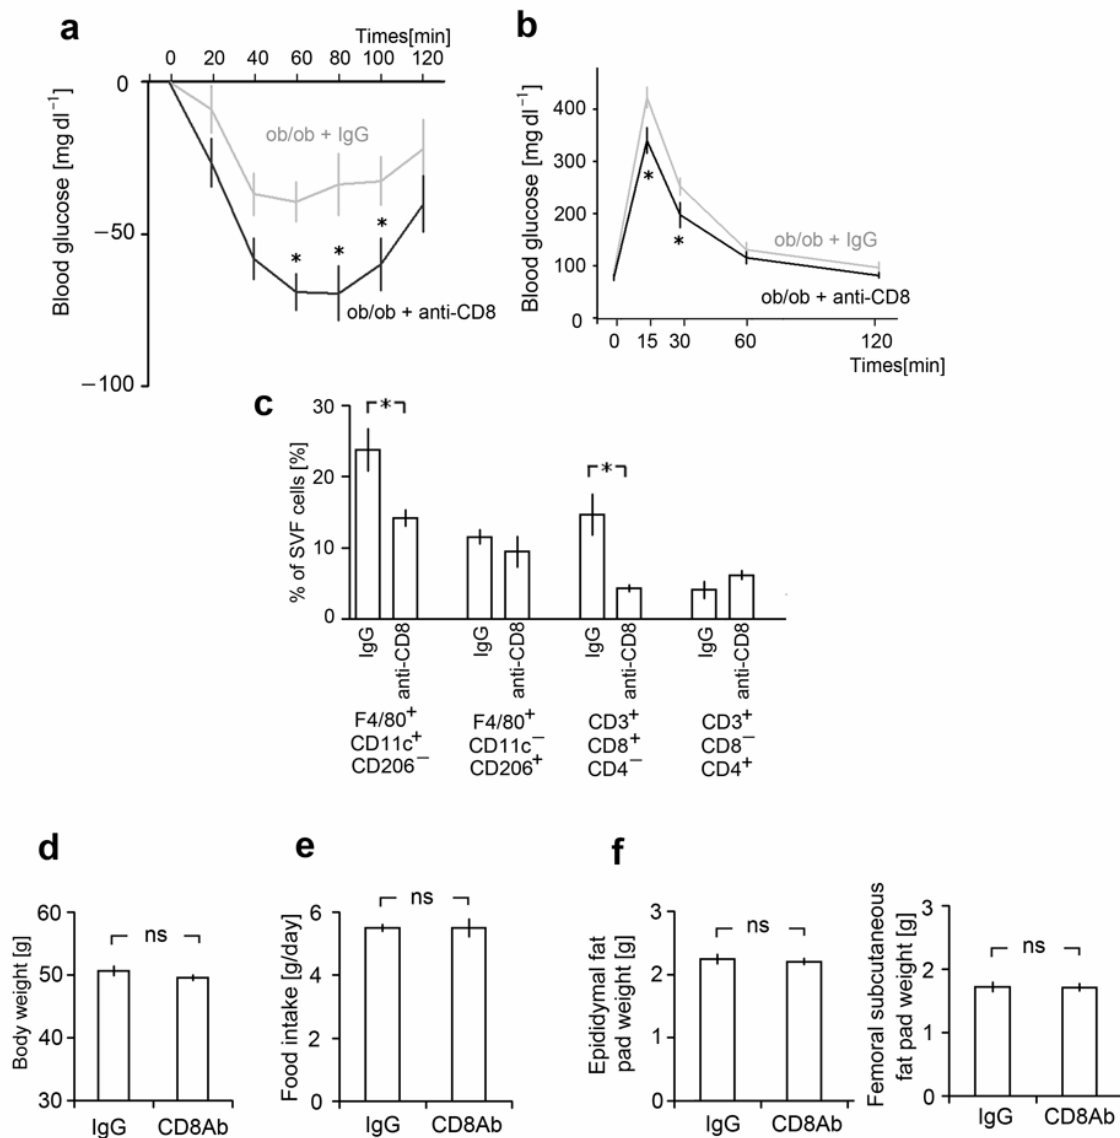 a
Times[min]
0 20 40 60 80 100 120
0
−50
−100
Blood glucose [mg dl−1]
ob/ob + IgG
* * *
ob/ob + anti-CD8
b
400
300
200
100
0
Blood glucose [mg dl−1]
*
*
ob/ob + IgG
ob/ob + anti-CD8
0 15 30 60 120
Times[min]
c
30
20
10
0
% of SVF cells [%]
*
*
IgG
anti-CD8
IgG
anti-CD8
IgG
anti-CD8
IgG
anti-CD8
F4/80+
CD11c+
CD206−
F4/80+
CD11c−
CD206+
CD3+
CD8+
CD4−
CD3+
CD8−
CD4+
d
60
50
40
30
Body weight [g]
ns
IgG CD8Ab
e
6
4
2
0
Food intake [g/day]
ns
IgG CD8Ab
f
3
2
1
0
Epididymal fat
pad weight [g]
ns
IgG CD8Ab
3
2
1
0
Femoral subcutaneous
fat pad weight [g]
ns
IgG CD8Ab